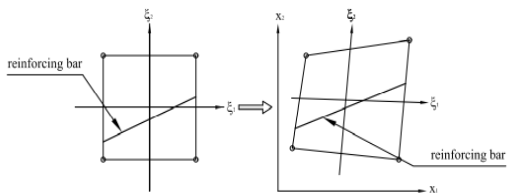 ξ₂
reinforcing bar
ξ₁
x₂
ξ₂
ξ₁
reinforcing bar
x₁